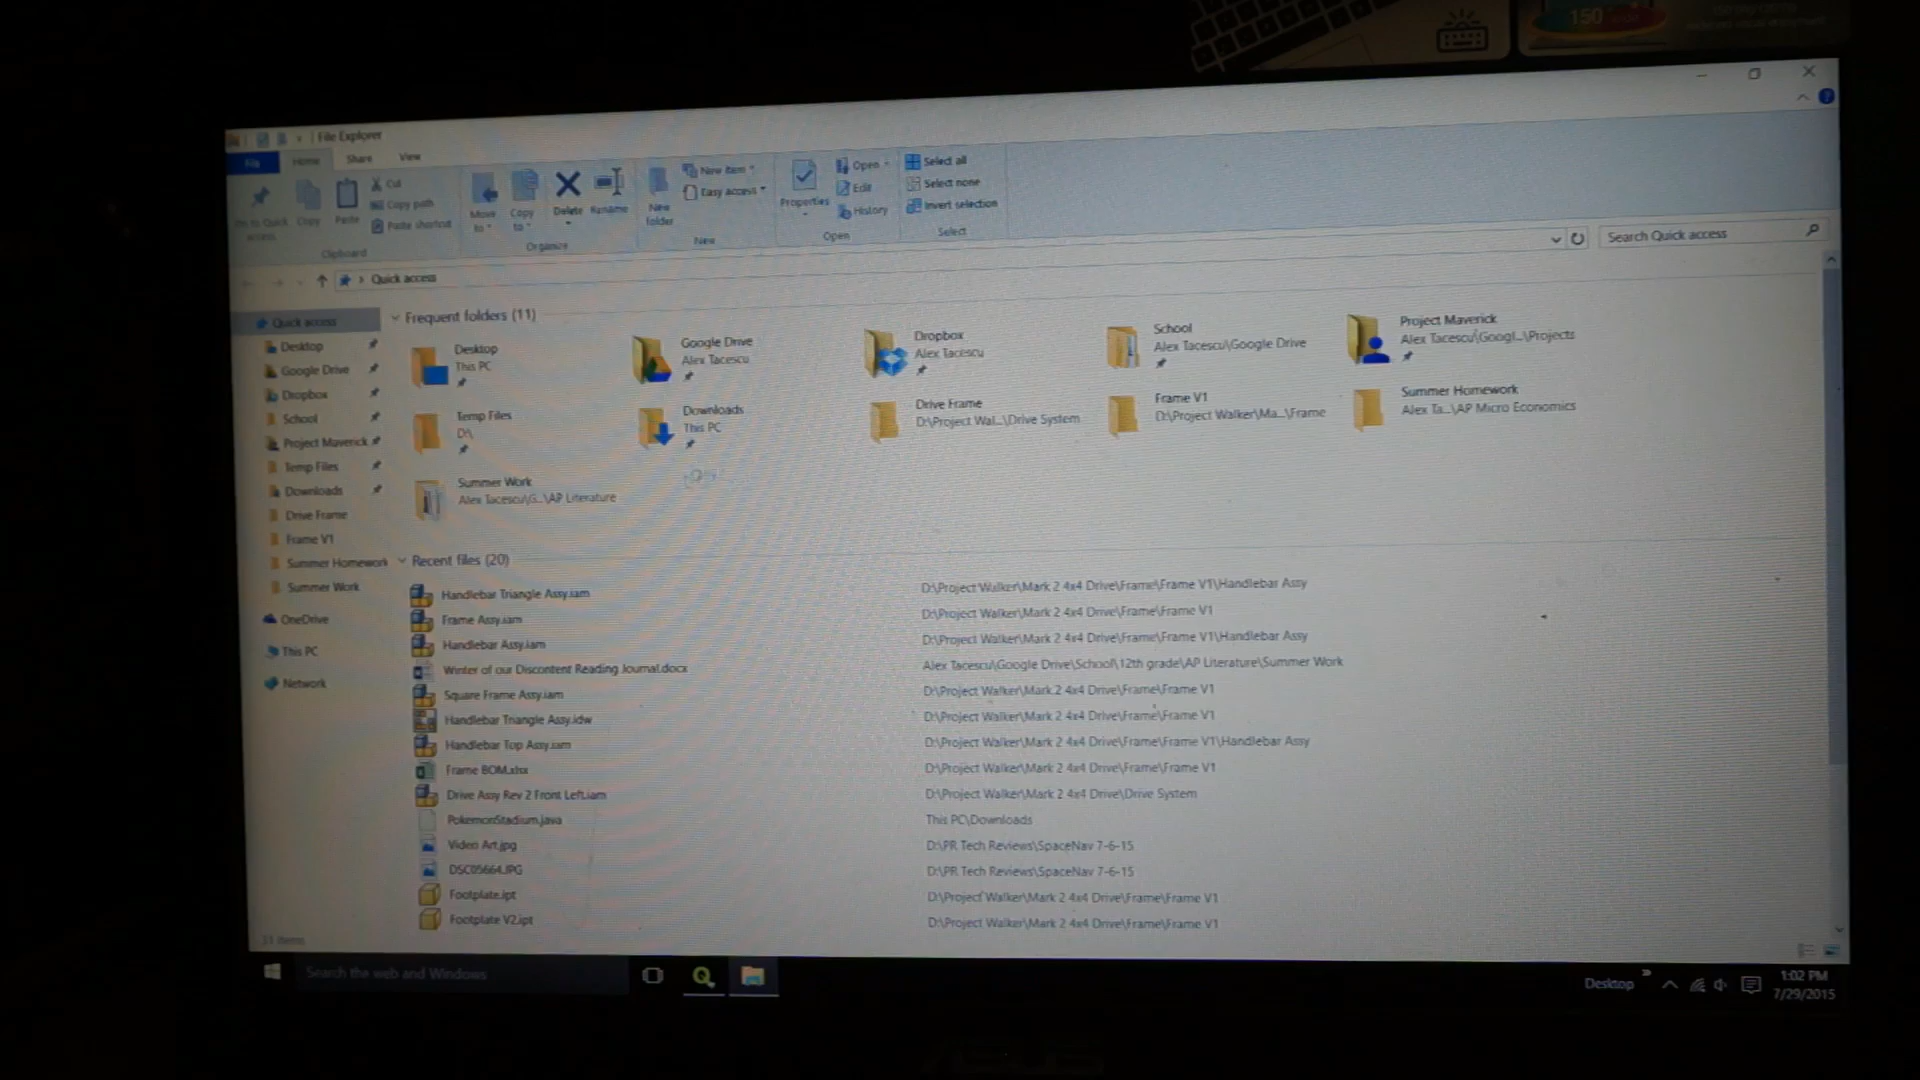 150
File Explorer
File Home Share View
Pin to Quick access
Copy
Paste
Cut
Copy path
Paste shortcut
Clipboard
Move to
Copy to
Delete
Rename
Organize
New folder
New item
Easy access
New
Properties
Open
Edit
History
Open
Select all
Select none
Invert selection
Select
Quick access
Search Quick access
Quick access
Desktop
Google Drive
Dropbox
School
Project Maverick
Temp Files
Downloads
Drive Frame
Frame V1
Summer Homework
Summer Work
OneDrive
This PC
Network
Frequent folders (11)
Desktop
This PC
Google Drive
Alex Tacescu
Dropbox
Alex Tacescu
School
Alex Tacescu\Google Drive
Project Maverick
Alex Tacescu\Googl...\Projects
Temp Files
D:\
Downloads
This PC
Drive Frame
D:\Project Wal...\Drive System
Frame V1
D:\Project Walker\Ma...\Frame
Summer Homework
Alex Ta...\AP Micro Economics
Summer Work
Alex Tacescu\G...\AP Literature
Recent files (20)
Handlebar Triangle Assy.iam D:\Project Walker\Mark 2 4x4 Drive\Frame\Frame V1\Handlebar Assy
Frame Assy.iam D:\Project Walker\Mark 2 4x4 Drive\Frame\Frame V1
Handlebar Assy.iam D:\Project Walker\Mark 2 4x4 Drive\Frame\Frame V1\Handlebar Assy
Winter of our Discontent Reading Journal.docx Alex Tacescu\Google Drive\School\12th grade\AP Literature\Summer Work
Square Frame Assy.iam D:\Project Walker\Mark 2 4x4 Drive\Frame\Frame V1
Handlebar Triangle Assy.idw D:\Project Walker\Mark 2 4x4 Drive\Frame\Frame V1
Handlebar Top Assy.iam D:\Project Walker\Mark 2 4x4 Drive\Frame\Frame V1\Handlebar Assy
Frame BOM.xlsx D:\Project Walker\Mark 2 4x4 Drive\Frame\Frame V1
Drive Assy Rev 2 Front Left.iam D:\Project Walker\Mark 2 4x4 Drive\Drive System
PokemonStadium.java This PC\Downloads
Video Art.jpg D:\PR Tech Reviews\SpaceNav 7-6-15
DSC05664.JPG D:\PR Tech Reviews\SpaceNav 7-6-15
Footplate.ipt D:\Project Walker\Mark 2 4x4 Drive\Frame\Frame V1
Footplate V2.ipt D:\Project Walker\Mark 2 4x4 Drive\Frame\Frame V1
31 items
Search the web and Windows
Desktop
1:02 PM
7/29/2015
ASUS